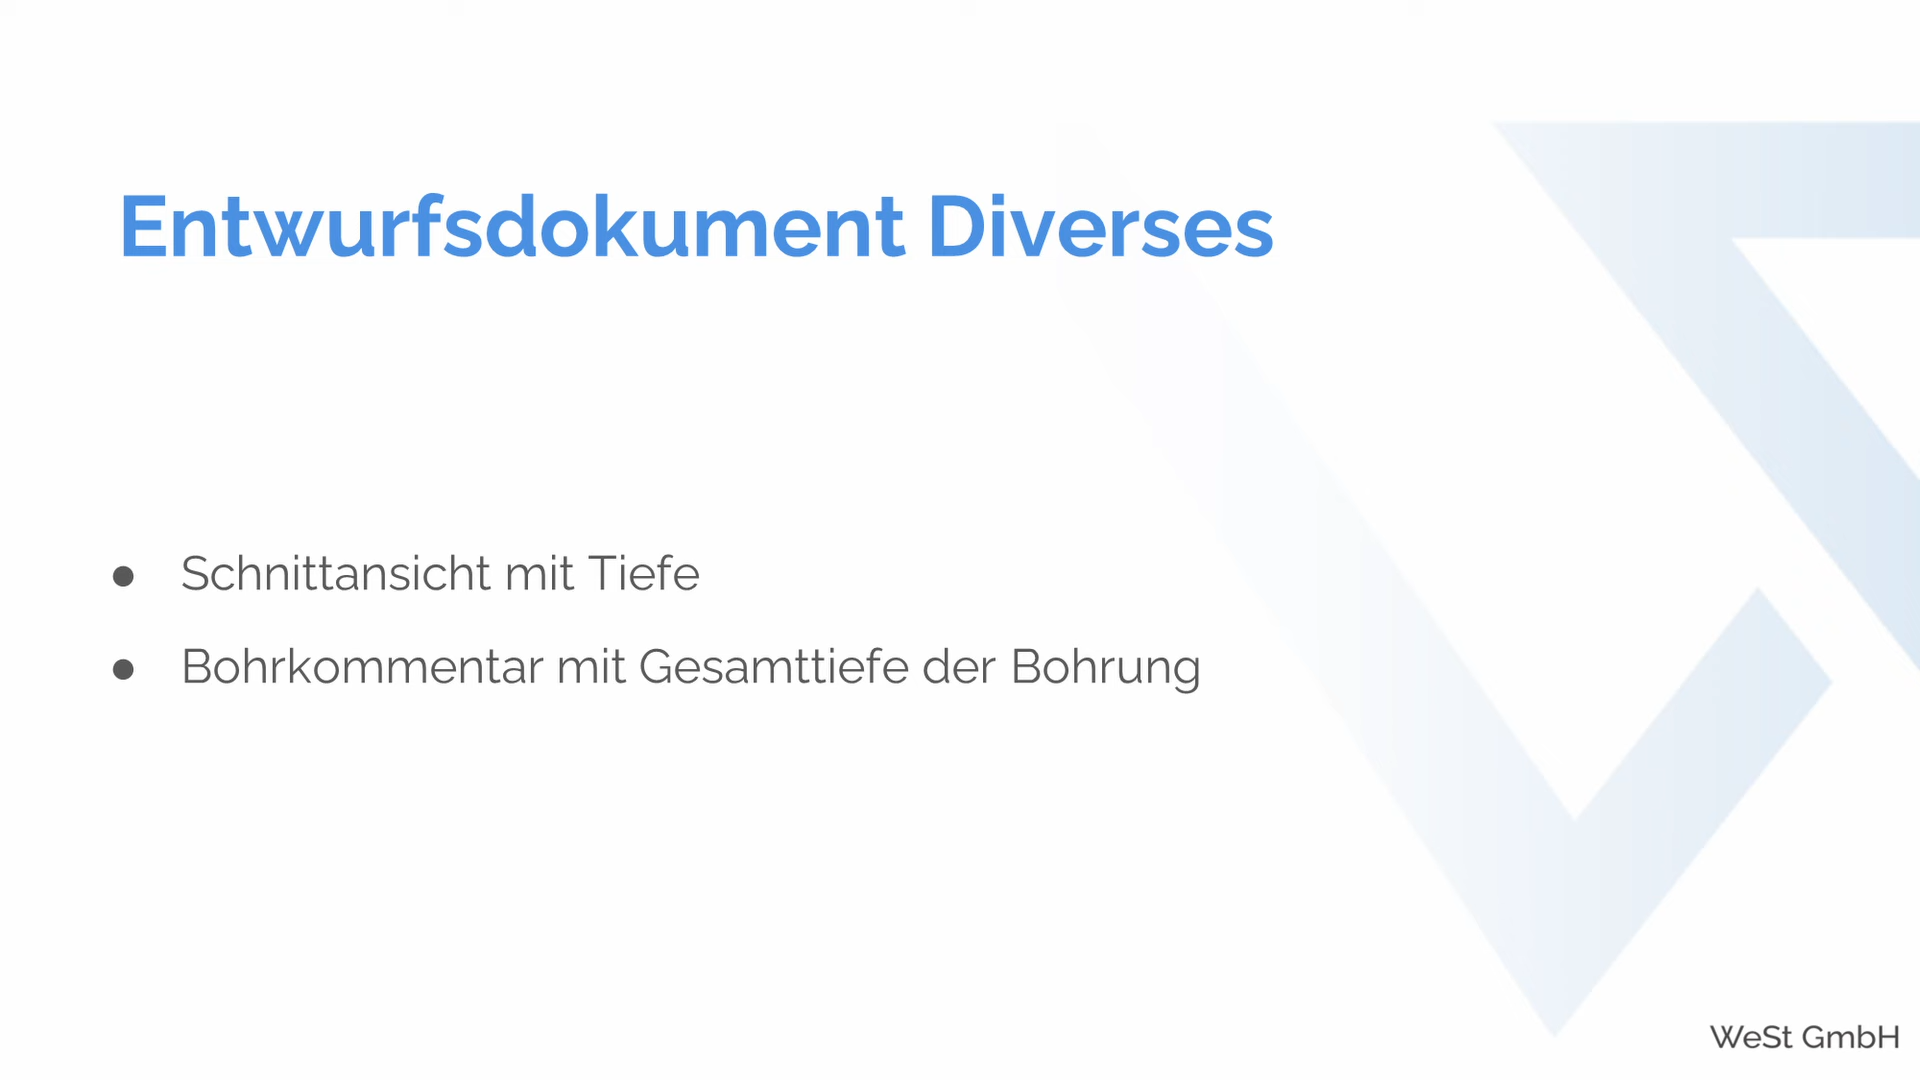 Entwurfsdokument Diverses
● Schnittansicht mit Tiefe
● Bohrkommentar mit Gesamttiefe der Bohrung
WeSt GmbH